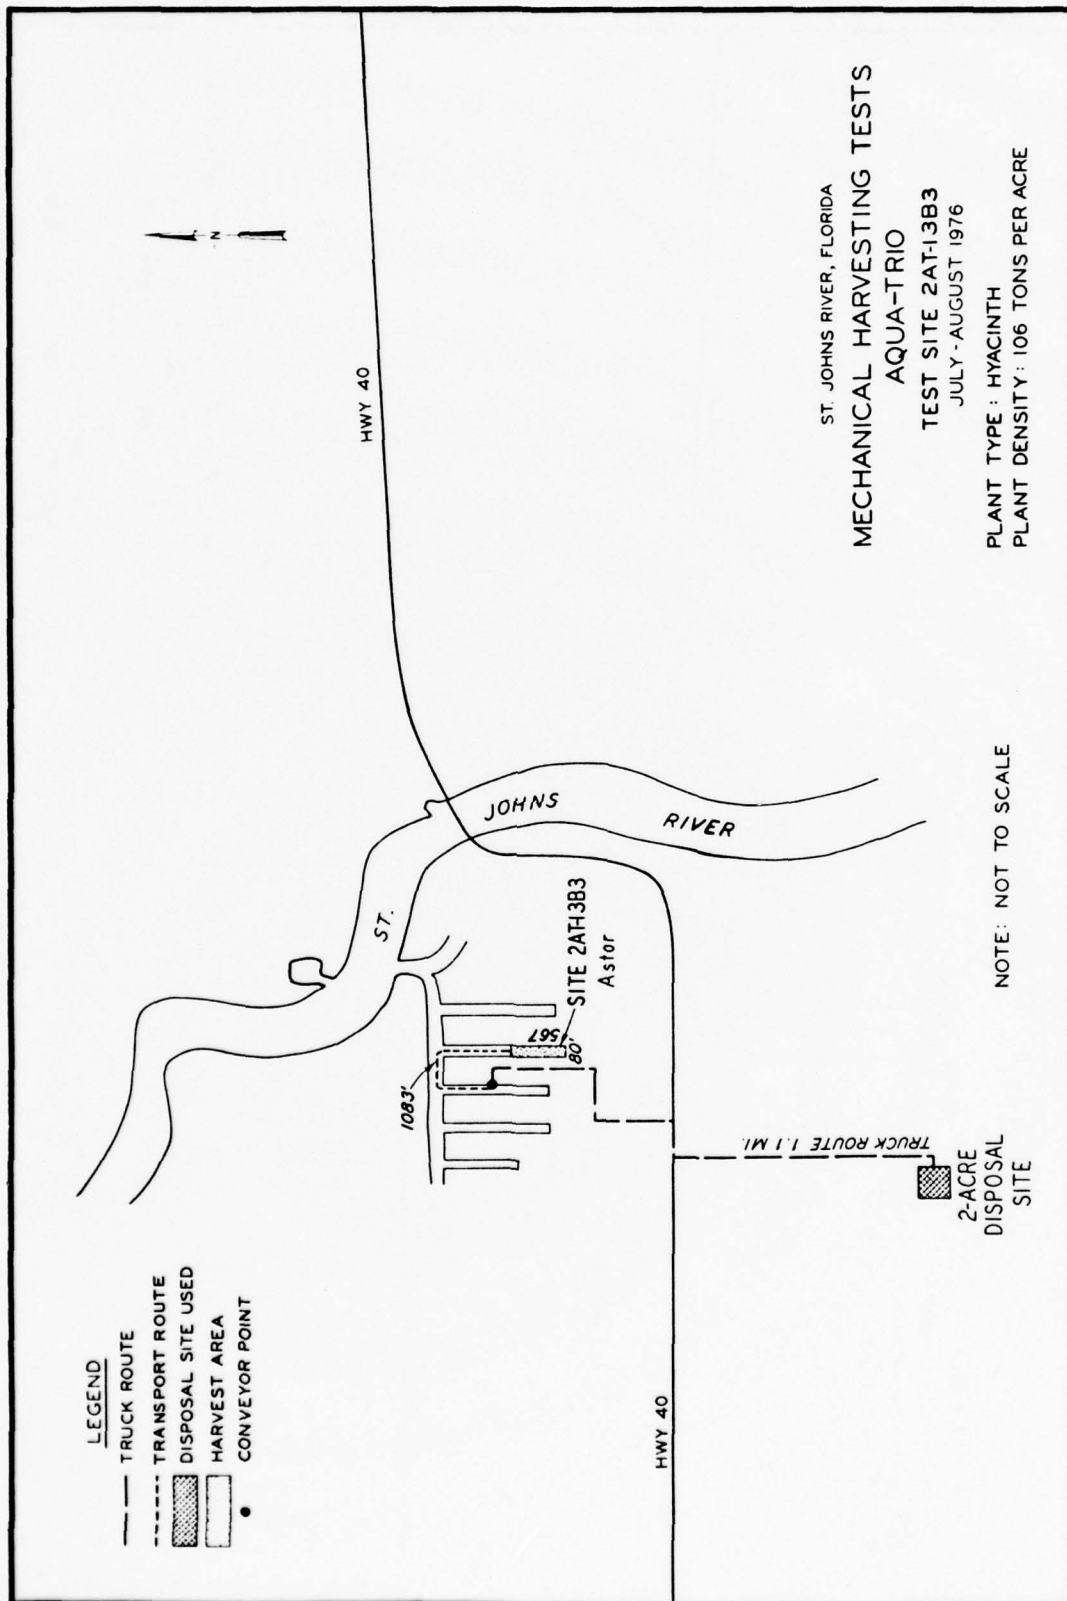 LEGEND
TRUCK ROUTE
TRANSPORT ROUTE
DISPOSAL SITE USED
HARVEST AREA
CONVEYOR POINT
N
HWY 40
ST.
JOHNS
RIVER
1083'
567'
80'
SITE 2AT-13B3
Astor
HWY 40
TRUCK ROUTE 1.1 MI.
2-ACRE
DISPOSAL
SITE
NOTE: NOT TO SCALE
ST. JOHNS RIVER, FLORIDA
MECHANICAL HARVESTING TESTS
AQUA-TRIO
TEST SITE 2AT-13B3
JULY-AUGUST 1976
PLANT TYPE: HYACINTH
PLANT DENSITY: 106 TONS PER ACRE